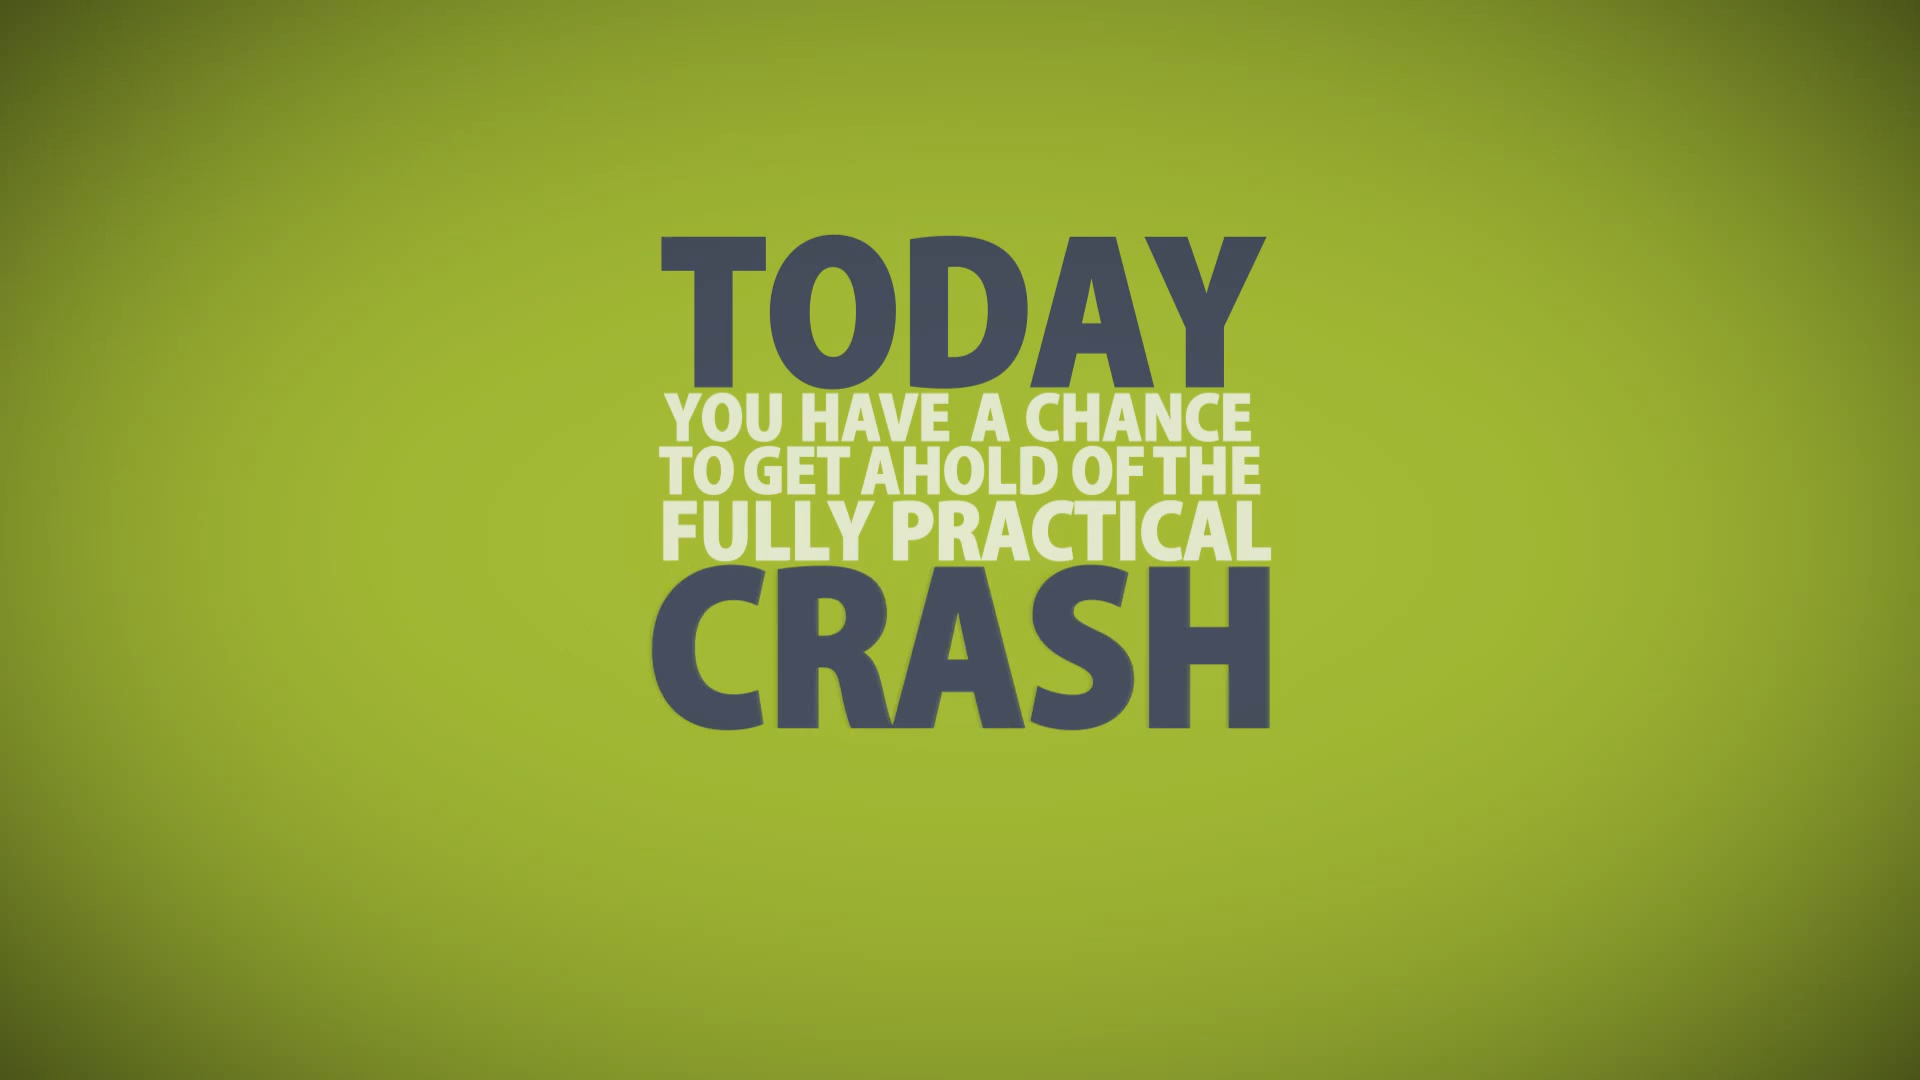 TODAY
YOU HAVE A CHANCE
TO GET AHOLD OF THE
FULLY PRACTICAL
CRASH